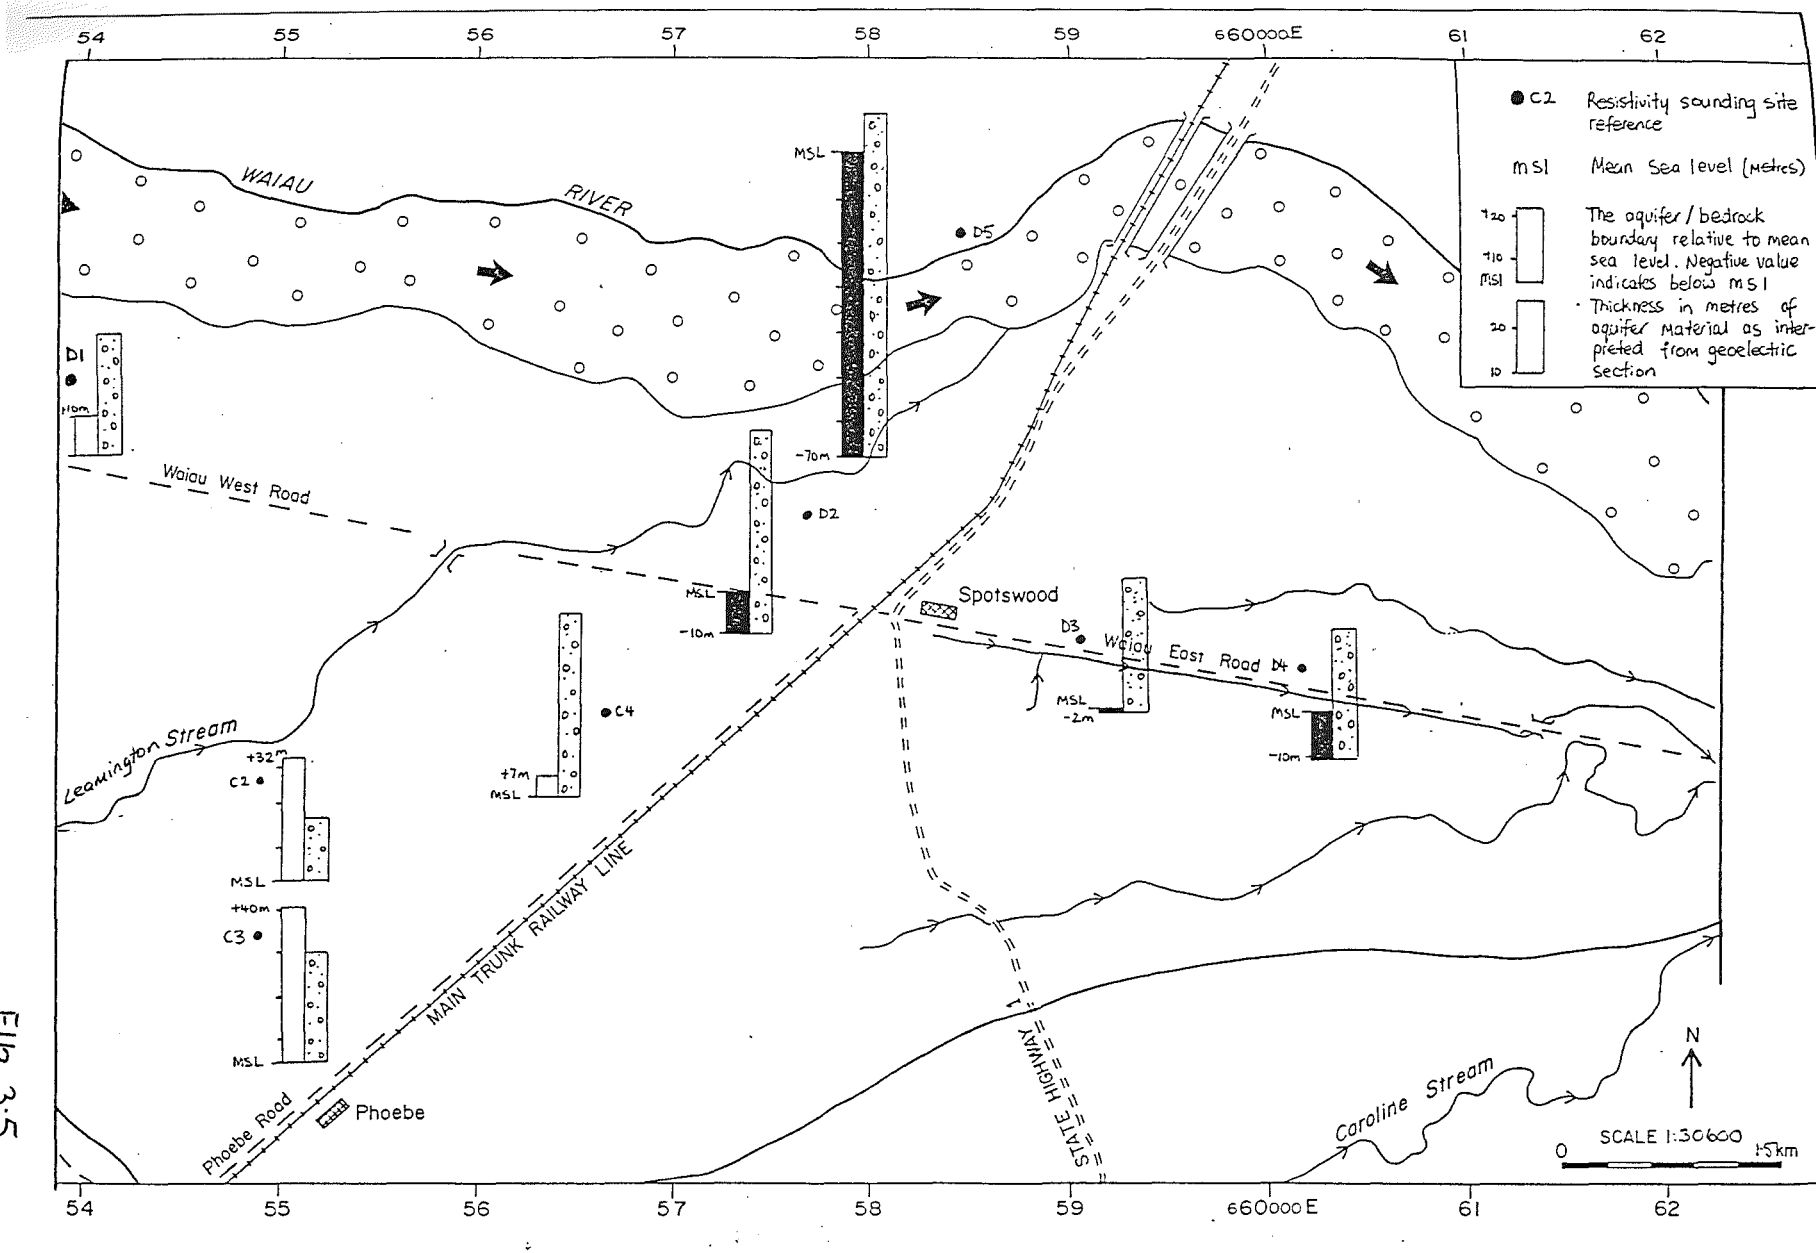 54 55 56 57 58 59 660000E 61 62
C2 Resistivity sounding site
reference
MSl Mean Sea level (Metres)
+20
+10
MSl
The aquifer/bedrock
boundary relative to mean
sea level. Negative value
indicates below MSl
20
10
Thickness in metres of
aquifer Material as inter-
preted from geoelectric
section
WAIAU RIVER
MSL
-70m
D5
D1
+10m
Waiau West Road
D2
MSL
-10m
Spotswood
D3
Waiau East Road
D4
MSL
-2m
MSL
-10m
C4
+7m
MSL
Leamington Stream
+32m
C2
MSL
+40m
C3
MSL
MAIN TRUNK RAILWAY LINE
Phoebe Road
Phoebe
STATE HIGHWAY 1
Caroline Stream
N
SCALE 1:30600
0 1·5km
54 55 56 57 58 59 660000E 61 62
3·5